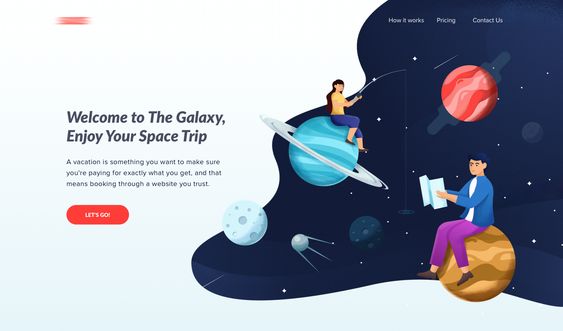 How it works
Pricing
Contact Us
Welcome to The Galaxy,
Enjoy Your Space Trip
A vacation is something you want to make sure
you're paying for exactly what you get, and that
means booking through a website you trust.
LET'S GO!